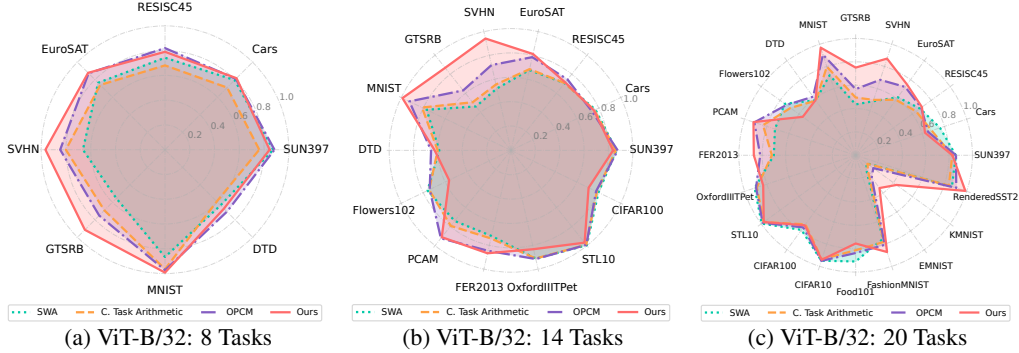 RESISC45
EuroSAT
Cars
SVHN
SUN397
GTSRB
DTD
MNIST
0.2
0.4
0.6
0.8
1.0
SWA C. Task Arithmetic OPCM Ours
(a) ViT-B/32: 8 Tasks
SVHN
EuroSAT
GTSRB
RESISC45
MNIST
Cars
DTD
SUN397
Flowers102
CIFAR100
PCAM
STL10
FER2013 OxfordIIITPet
0.2
0.4
0.6
0.8
1.0
SWA C. Task Arithmetic OPCM Ours
(b) ViT-B/32: 14 Tasks
GTSRB
MNIST
SVHN
DTD
EuroSAT
Flowers102
RESISC45
PCAM
Cars
FER2013
SUN397
OxfordIIITPet
RenderedSST2
STL10
KMNIST
CIFAR100
EMNIST
CIFAR10
FashionMNIST
Food101
0.2
0.4
0.6
0.8
1.0
SWA C. Task Arithmetic OPCM Ours
(c) ViT-B/32: 20 Tasks